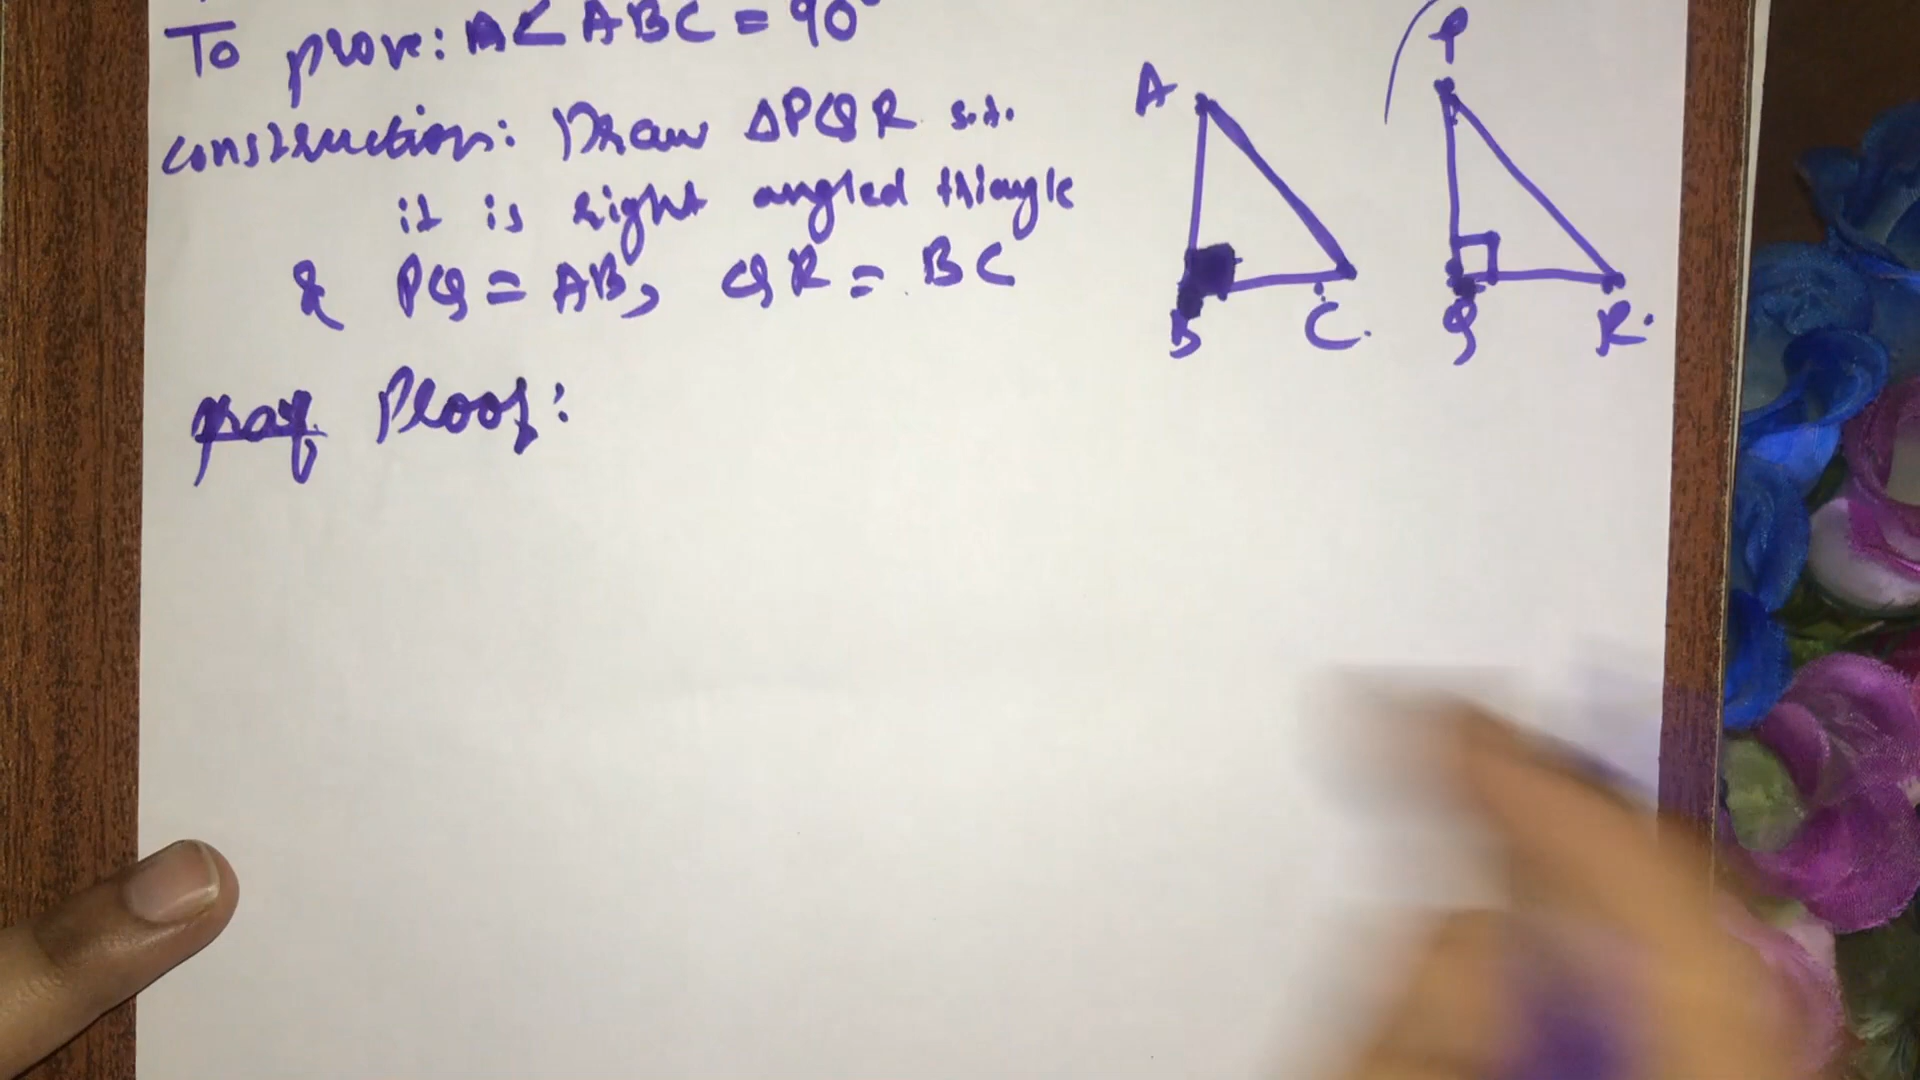 To prove: ∠ABC = 90°
construction: Draw ΔPQR s.t.
it is right angled triangle
& PQ = AB, QR = BC
Proof:
A
B
C.
P
Q
R.